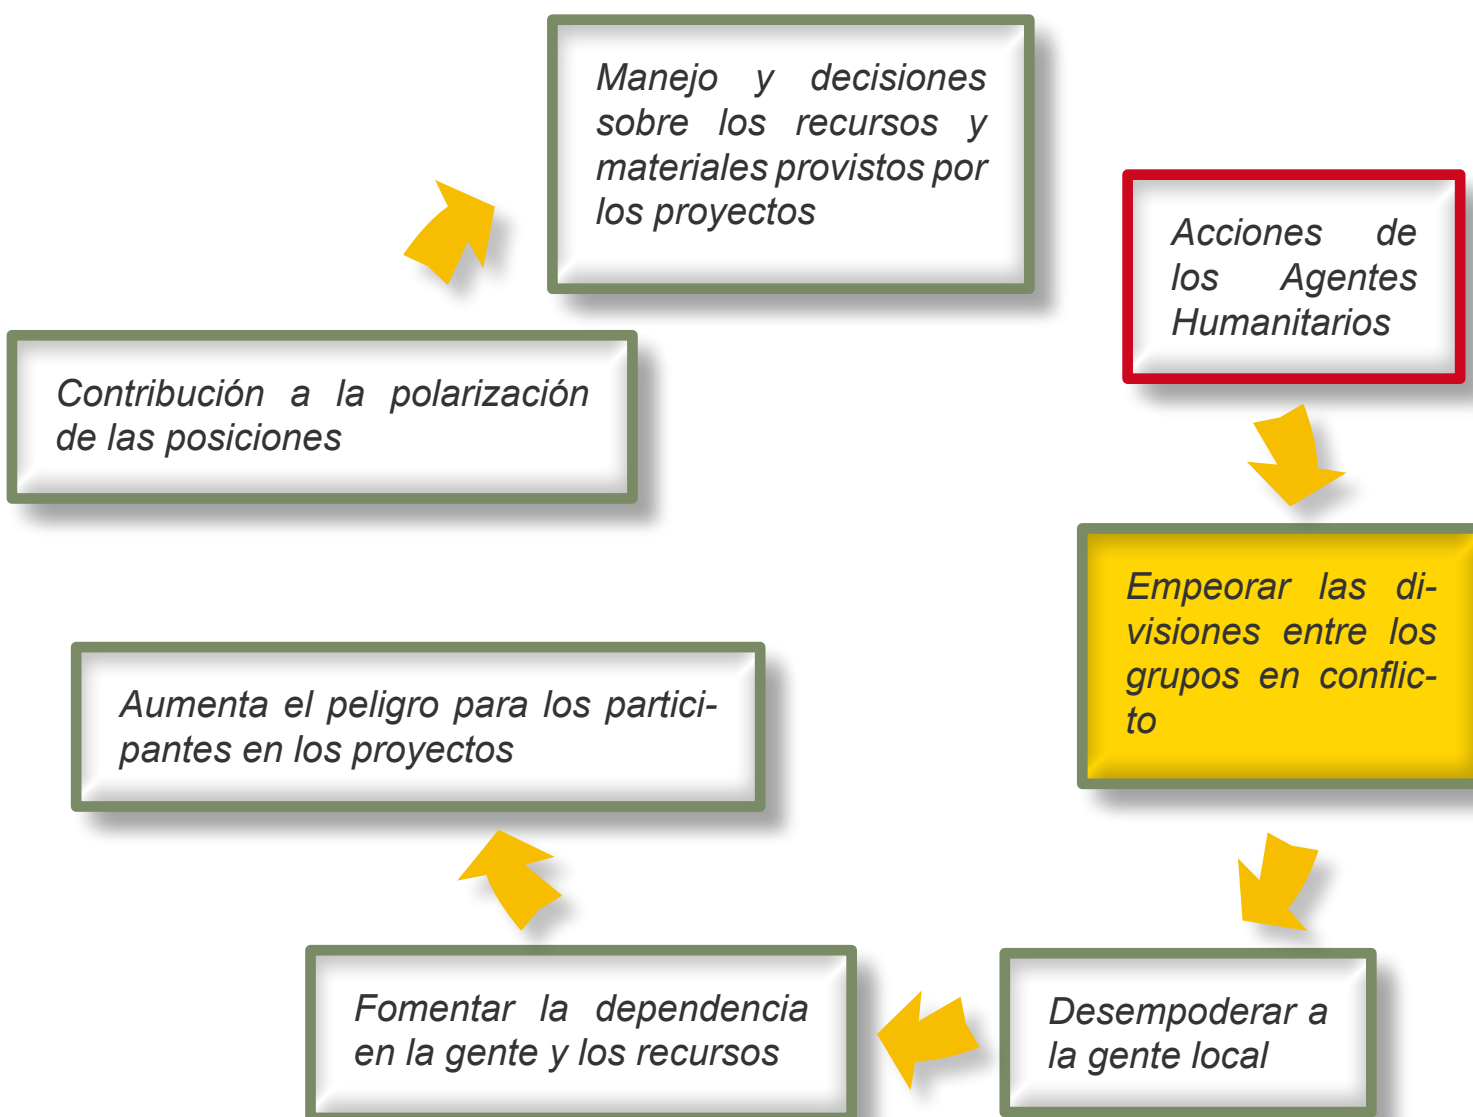 Manejo y decisiones
sobre los recursos y
materiales provistos por
los proyectos
Acciones de
los Agentes
Humanitarios
Contribución a la polarización
de las posiciones
Empeorar las di-
visiones entre los
grupos en conflic-
to
Aumenta el peligro para los partici-
pantes en los proyectos
Fomentar la dependencia
en la gente y los recursos
Desempoderar a
la gente local